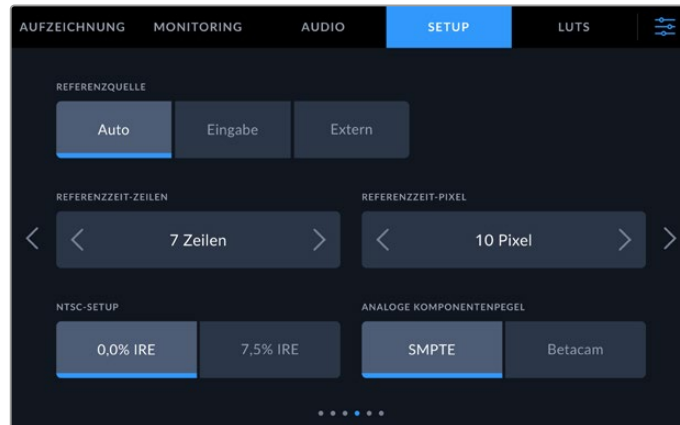 AUFZEICHNUNG MONITORING AUDIO SETUP LUTS
REFERENZQUELLE
Auto Eingabe Extern
REFERENZZEIT-ZEILEN REFERENZZEIT-PIXEL
7 Zeilen 10 Pixel
NTSC-SETUP ANALOGE KOMPONENTENPEGEL
0,0% IRE 7,5% IRE SMPTE Betacam